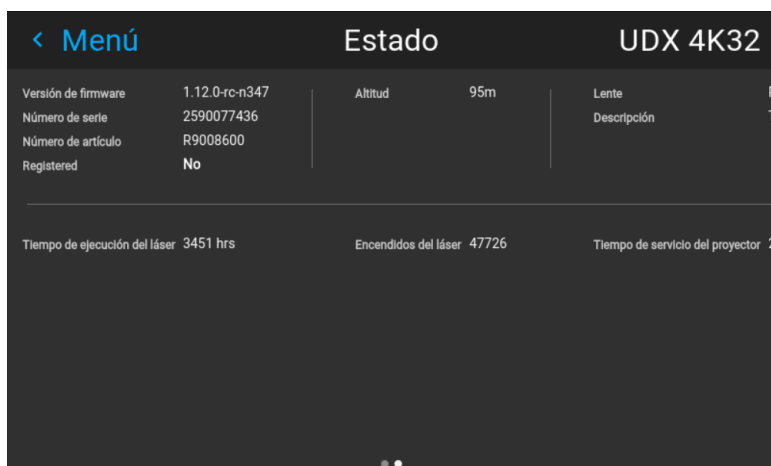 ‹ Menú Estado UDX 4K32
Versión de firmware 1.12.0-rc-n347 Altitud 95m Lente
Número de serie 2590077436 Descripción
Número de artículo R9008600
Registered No
Tiempo de ejecución del láser 3451 hrs Encendidos del láser 47726 Tiempo de servicio del proyector